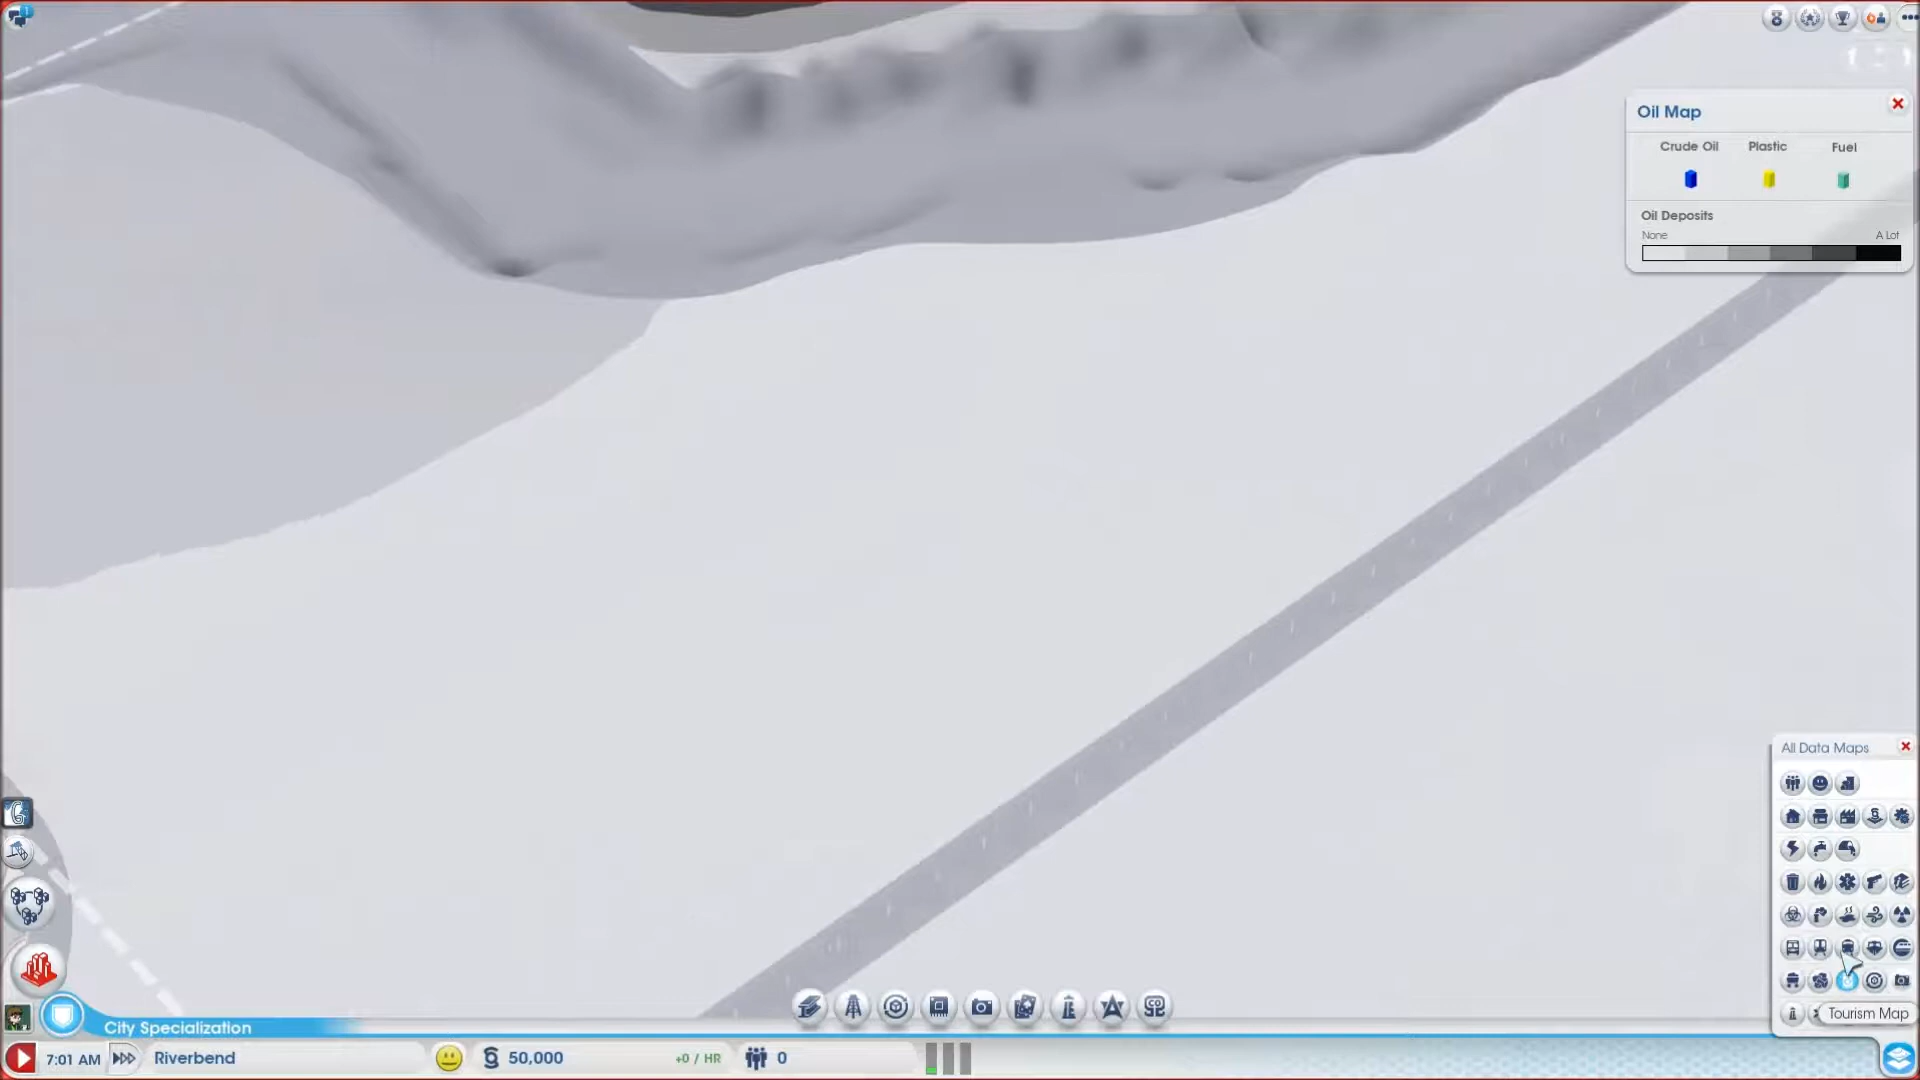 1
Oil Map
Crude Oil Plastic Fuel
Oil Deposits
None A Lot
All Data Maps
Tourism Map
City Specialization
7:01 AM Riverbend 50,000 +0 / HR 0